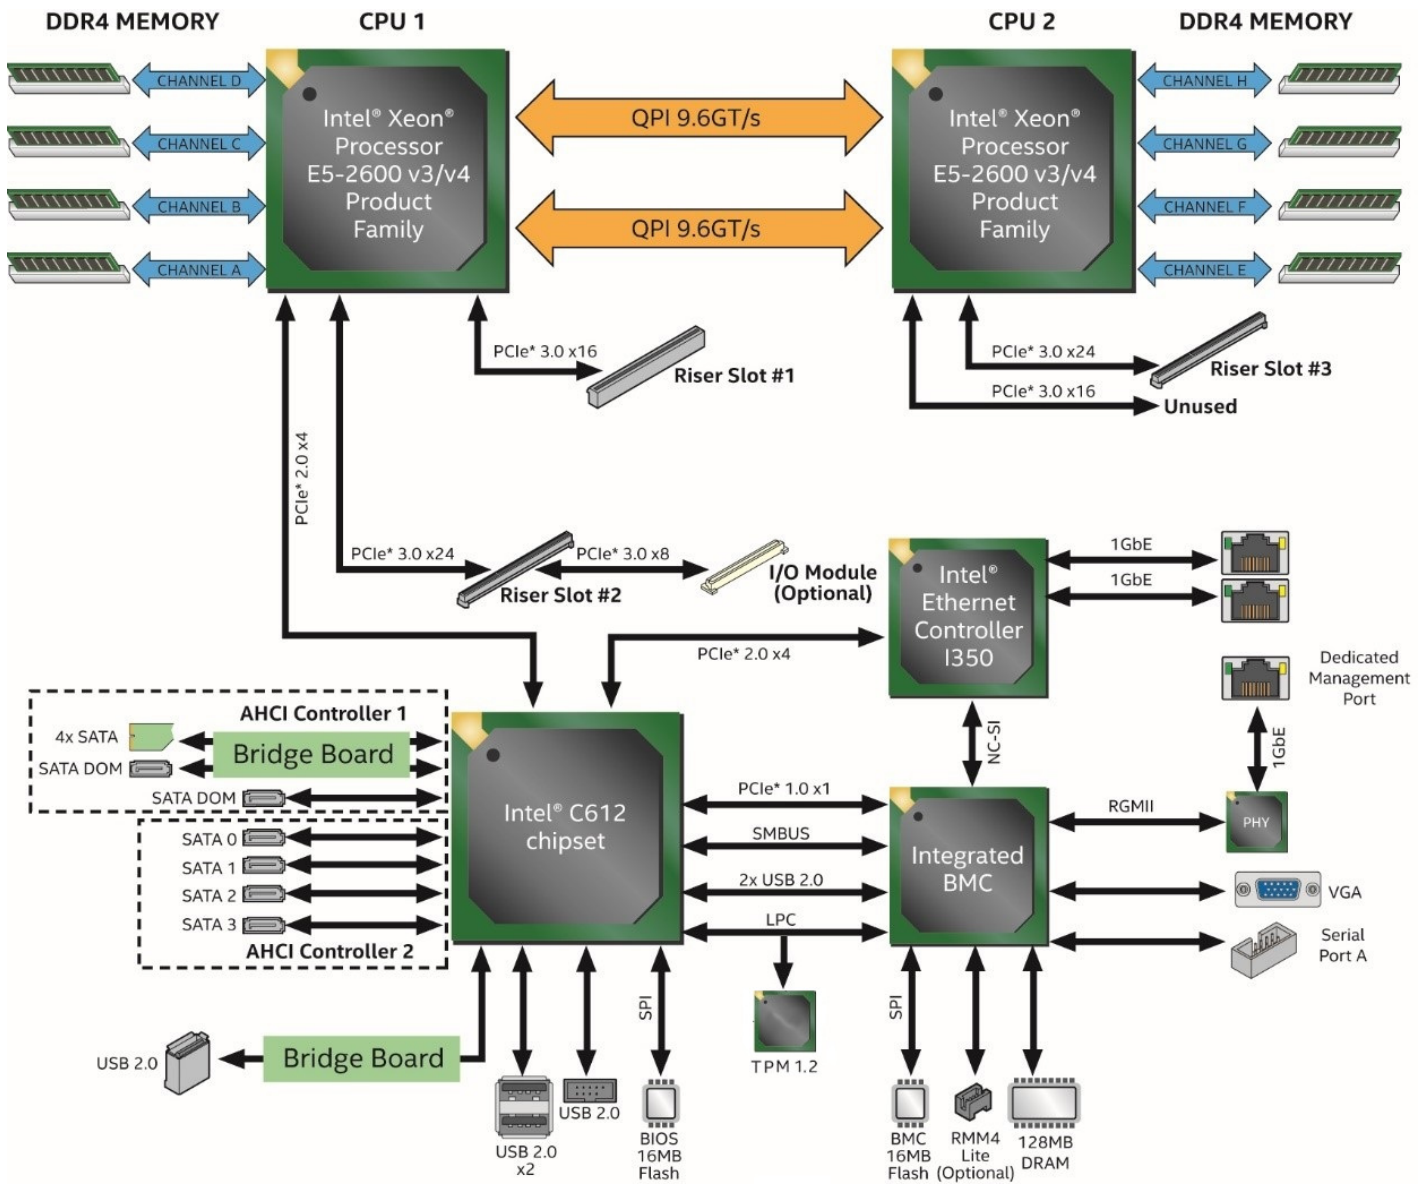 DDR4 MEMORY
CPU 1
CPU 2
DDR4 MEMORY
CHANNEL D
CHANNEL C
CHANNEL B
CHANNEL A
Intel® Xeon®
Processor
E5-2600 v3/v4
Product
Family
QPI 9.6GT/s
QPI 9.6GT/s
Intel® Xeon®
Processor
E5-2600 v3/v4
Product
Family
CHANNEL H
CHANNEL G
CHANNEL F
CHANNEL E
PCIe* 3.0 x16
Riser Slot #1
PCIe* 3.0 x24
Riser Slot #3
PCIe* 3.0 x16
Unused
PCIe* 2.0 x4
PCIe* 3.0 x24
Riser Slot #2
PCIe* 3.0 x8
I/O Module
(Optional)
PCIe* 2.0 x4
Intel®
Ethernet
Controller
I350
1GbE
1GbE
Dedicated
Management
Port
1GbE
NC-SI
AHCI Controller 1
4x SATA
SATA DOM
Bridge Board
SATA DOM
SATA 0
SATA 1
SATA 2
SATA 3
AHCI Controller 2
Intel® C612
chipset
PCIe* 1.0 x1
SMBUS
2x USB 2.0
LPC
Integrated
BMC
RGMII
PHY
VGA
Serial
Port A
USB 2.0
Bridge Board
USB 2.0
x2
USB 2.0
SPI
BIOS
16MB
Flash
TPM 1.2
SPI
BMC
16MB
Flash
RMM4
Lite
(Optional)
128MB
DRAM